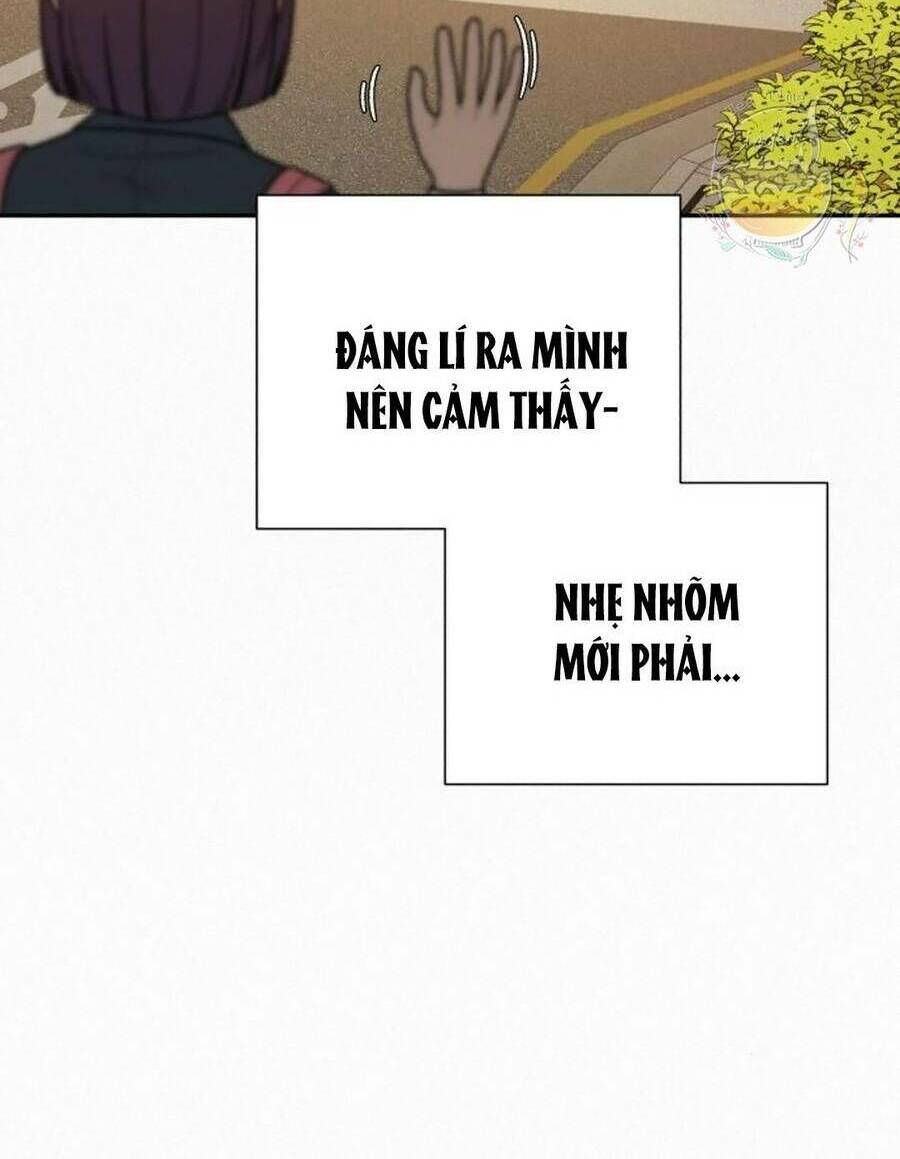 ĐÁNG LÍ RA MÌNH
NÊN CẢM THẤY-
NHẸ NHÕM
MỚI PHẢI...